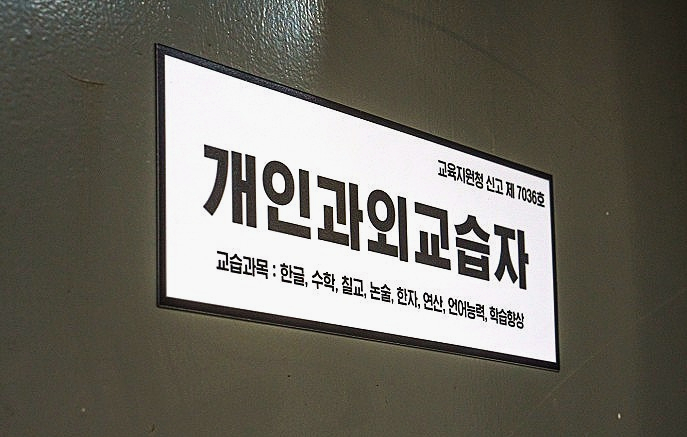 교육지원청 신고 제 7036호
개인과외교습자
교습과목 : 한글, 수학, 칠교, 논술, 한자, 연산, 언어능력, 학습향상